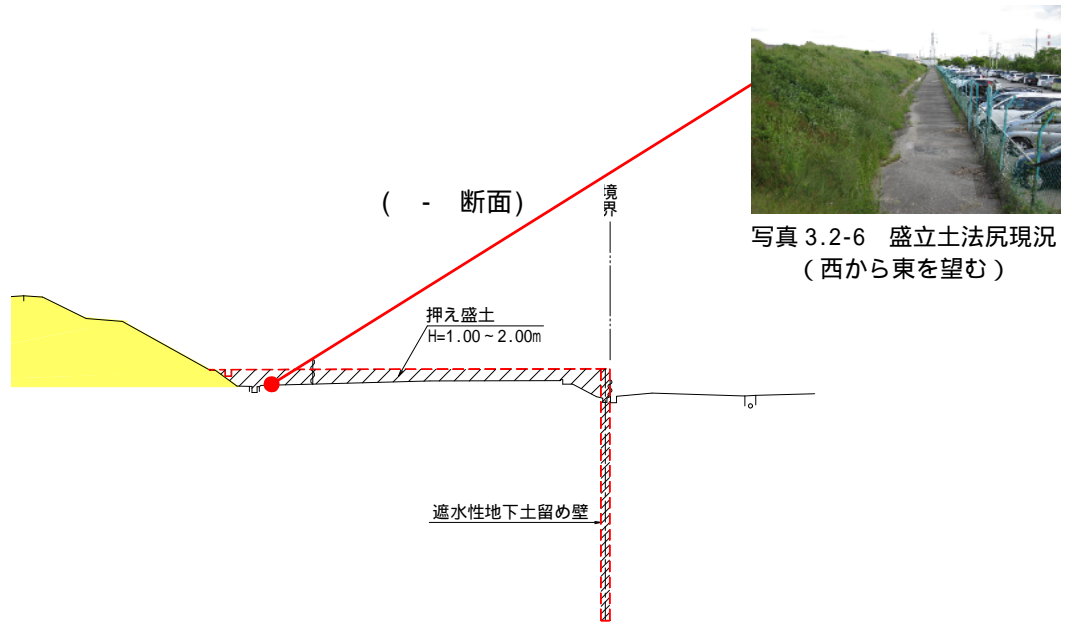 写真 3.2-6 盛立土法尻現況
（西から東を望む）
( - 断面)
境界
押え盛土
H=1.00～2.00m
遮水性地下土留め壁